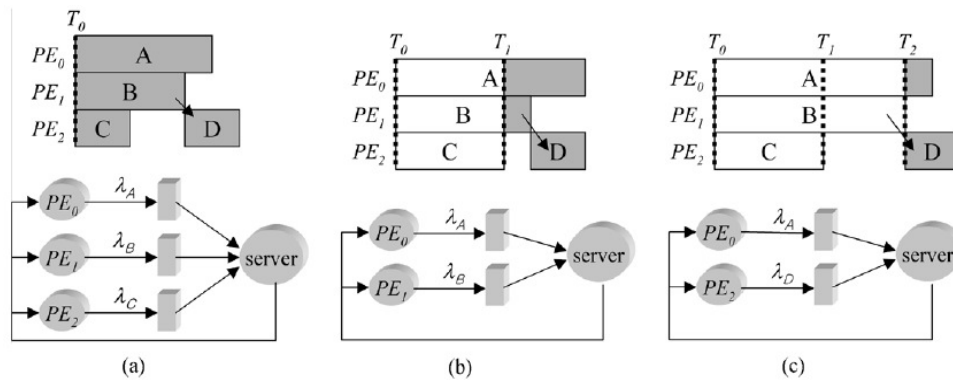 T0
PE0 A
PE1 B
PE2 C D
PE0 λA
PE1 λB server
PE2 λC
(a)
T0 T1
PE0 A
PE1 B
PE2 C D
PE0 λA
PE1 λB server
(b)
T0 T1 T2
PE0 A
PE1 B
PE2 C D
PE0 λA
PE2 λD server
(c)